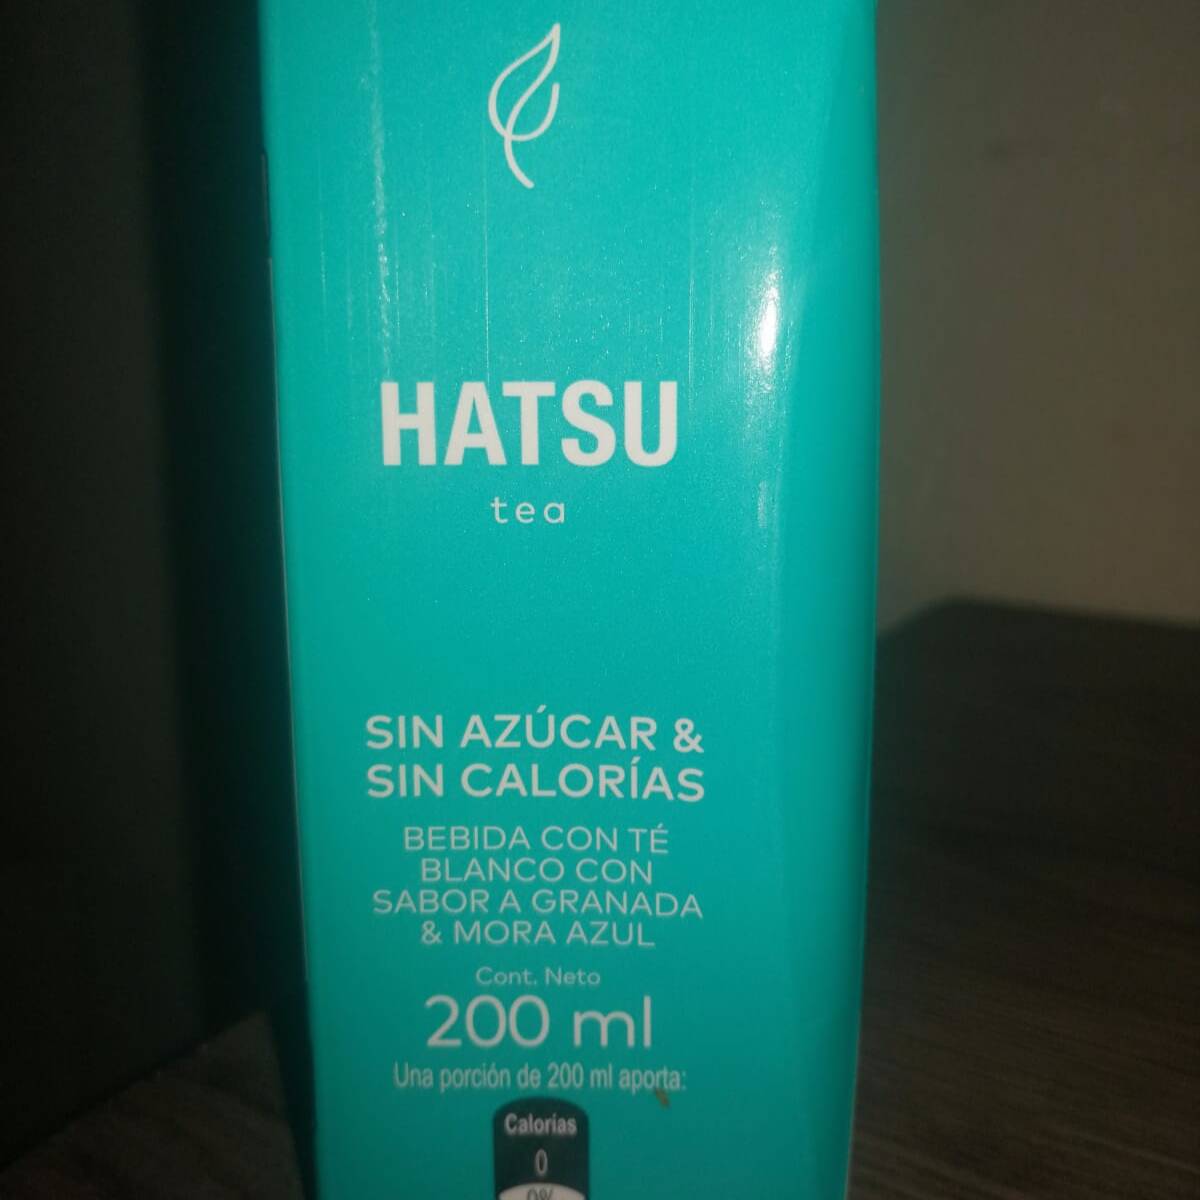 HATSU
tea
SIN AZÚCAR &
SIN CALORÍAS
BEBIDA CON TÉ
BLANCO CON
SABOR A GRANADA
& MORA AZUL
Cont. Neto
200 ml
Una porción de 200 ml aporta:
Calorías
0
0%